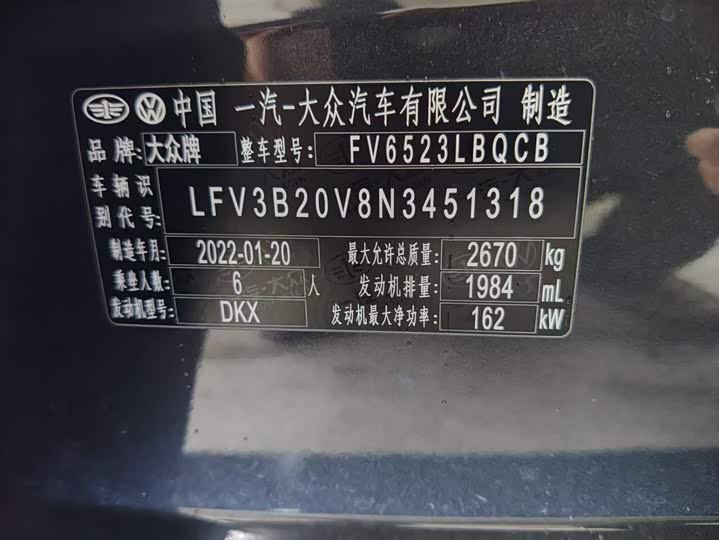 中国 一汽-大众汽车有限公司 制造
品牌: 大众牌 整车型号: FV6523LBQCB
车辆识别代号: LFV3B20V8N3451318
制造年月: 2022-01-20 最大允许总质量: 2670 kg
乘坐人数: 6 人 发动机排量: 1984 mL
发动机型号: DKX 发动机最大净功率: 162 kW